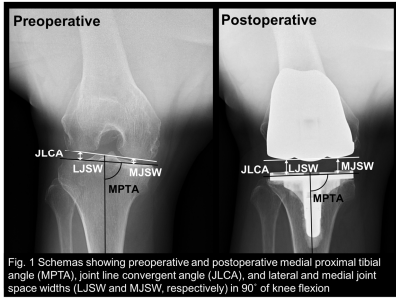 Preoperative
Postoperative
JLCA
LJSW
MJSW
MPTA
JLCA
LJSW
MJSW
MPTA
Fig. 1 Schemas showing preoperative and postoperative medial proximal tibial
angle (MPTA), joint line convergent angle (JLCA), and lateral and medial joint
space widths (LJSW and MJSW, respectively) in 90° of knee flexion